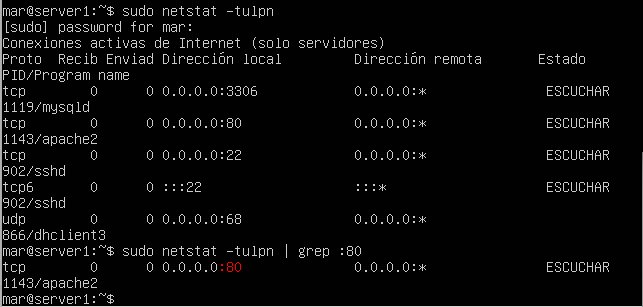 mar@server1:~$ sudo netstat -tulpn
[sudo] password for mar:
Conexiones activas de Internet (solo servidores)
Proto  Recib Enviad Dirección local         Dirección remota       Estado
PID/Program name
tcp        0      0 0.0.0.0:3306            0.0.0.0:*               ESCUCHAR
1119/mysqld
tcp        0      0 0.0.0.0:80              0.0.0.0:*               ESCUCHAR
1143/apache2
tcp        0      0 0.0.0.0:22              0.0.0.0:*               ESCUCHAR
902/sshd
tcp6       0      0 :::22                   :::*                    ESCUCHAR
902/sshd
udp        0      0 0.0.0.0:68              0.0.0.0:*
866/dhclient3
mar@server1:~$ sudo netstat -tulpn | grep :80
tcp        0      0 0.0.0.0:80              0.0.0.0:*               ESCUCHAR
1143/apache2
mar@server1:~$